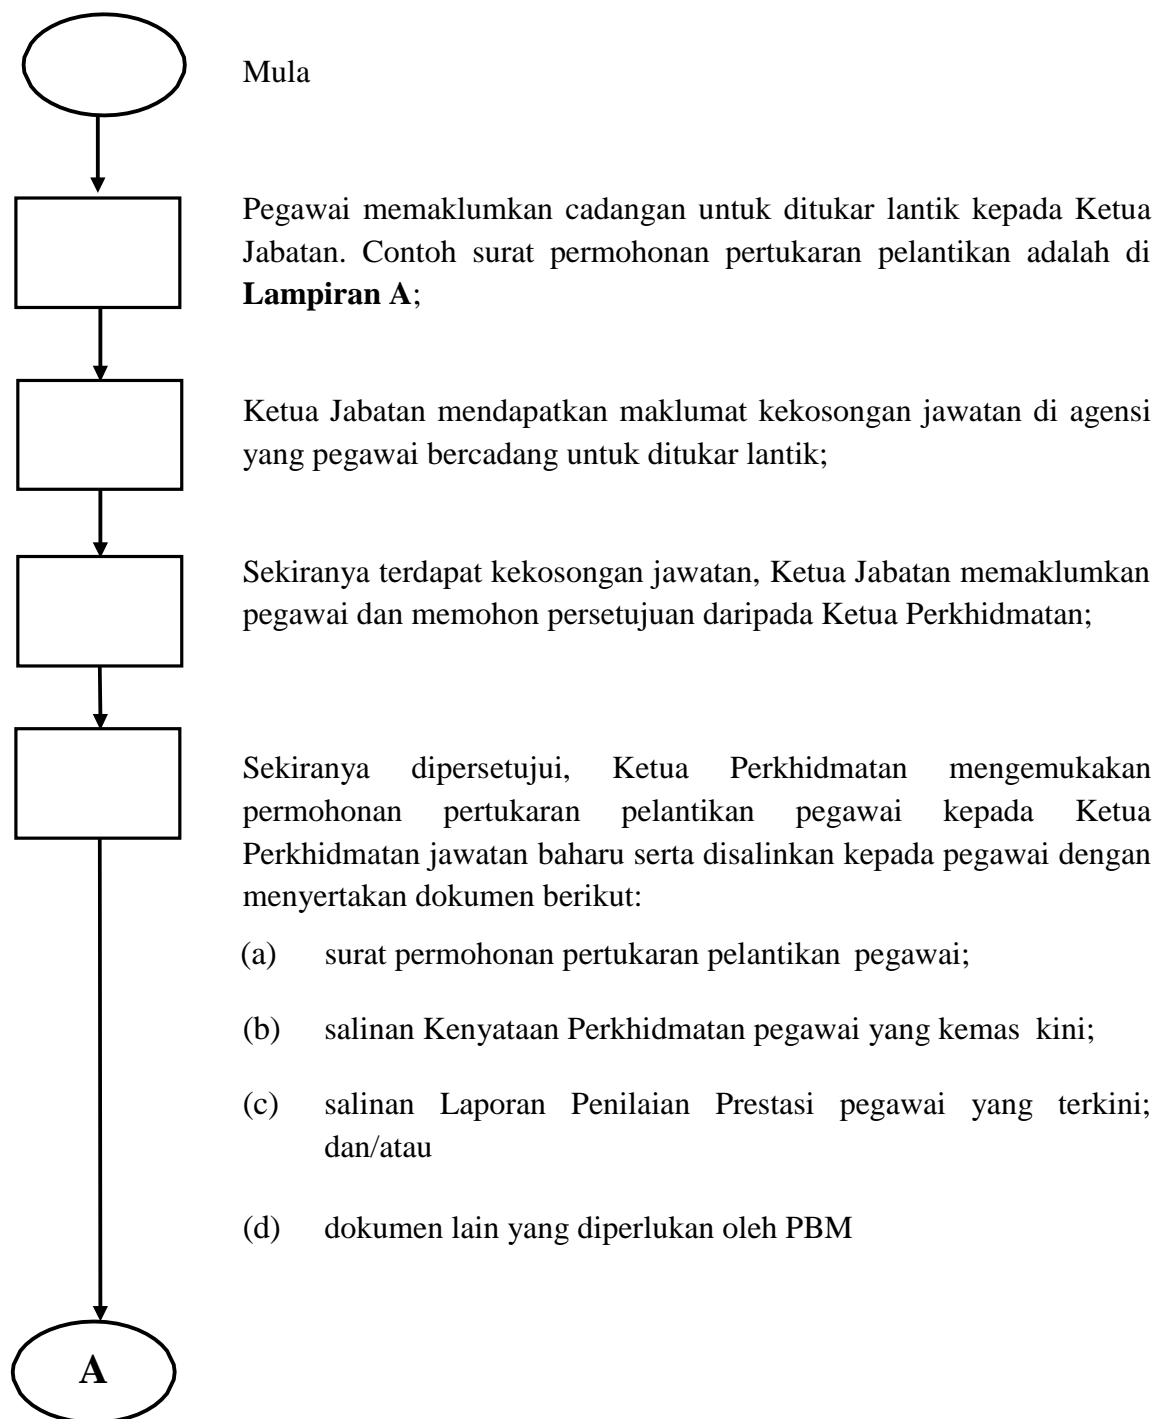 Mula
Pegawai memaklumkan cadangan untuk ditukar lantik kepada Ketua
Jabatan. Contoh surat permohonan pertukaran pelantikan adalah di
Lampiran A;
Ketua Jabatan mendapatkan maklumat kekosongan jawatan di agensi
yang pegawai bercadang untuk ditukar lantik;
Sekiranya terdapat kekosongan jawatan, Ketua Jabatan memaklumkan
pegawai dan memohon persetujuan daripada Ketua Perkhidmatan;
Sekiranya dipersetujui, Ketua Perkhidmatan mengemukakan
permohonan pertukaran pelantikan pegawai kepada Ketua
Perkhidmatan jawatan baharu serta disalinkan kepada pegawai dengan
menyertakan dokumen berikut:
(a) surat permohonan pertukaran pelantikan pegawai;
(b) salinan Kenyataan Perkhidmatan pegawai yang kemas kini;
(c) salinan Laporan Penilaian Prestasi pegawai yang terkini;
dan/atau
(d) dokumen lain yang diperlukan oleh PBM
A